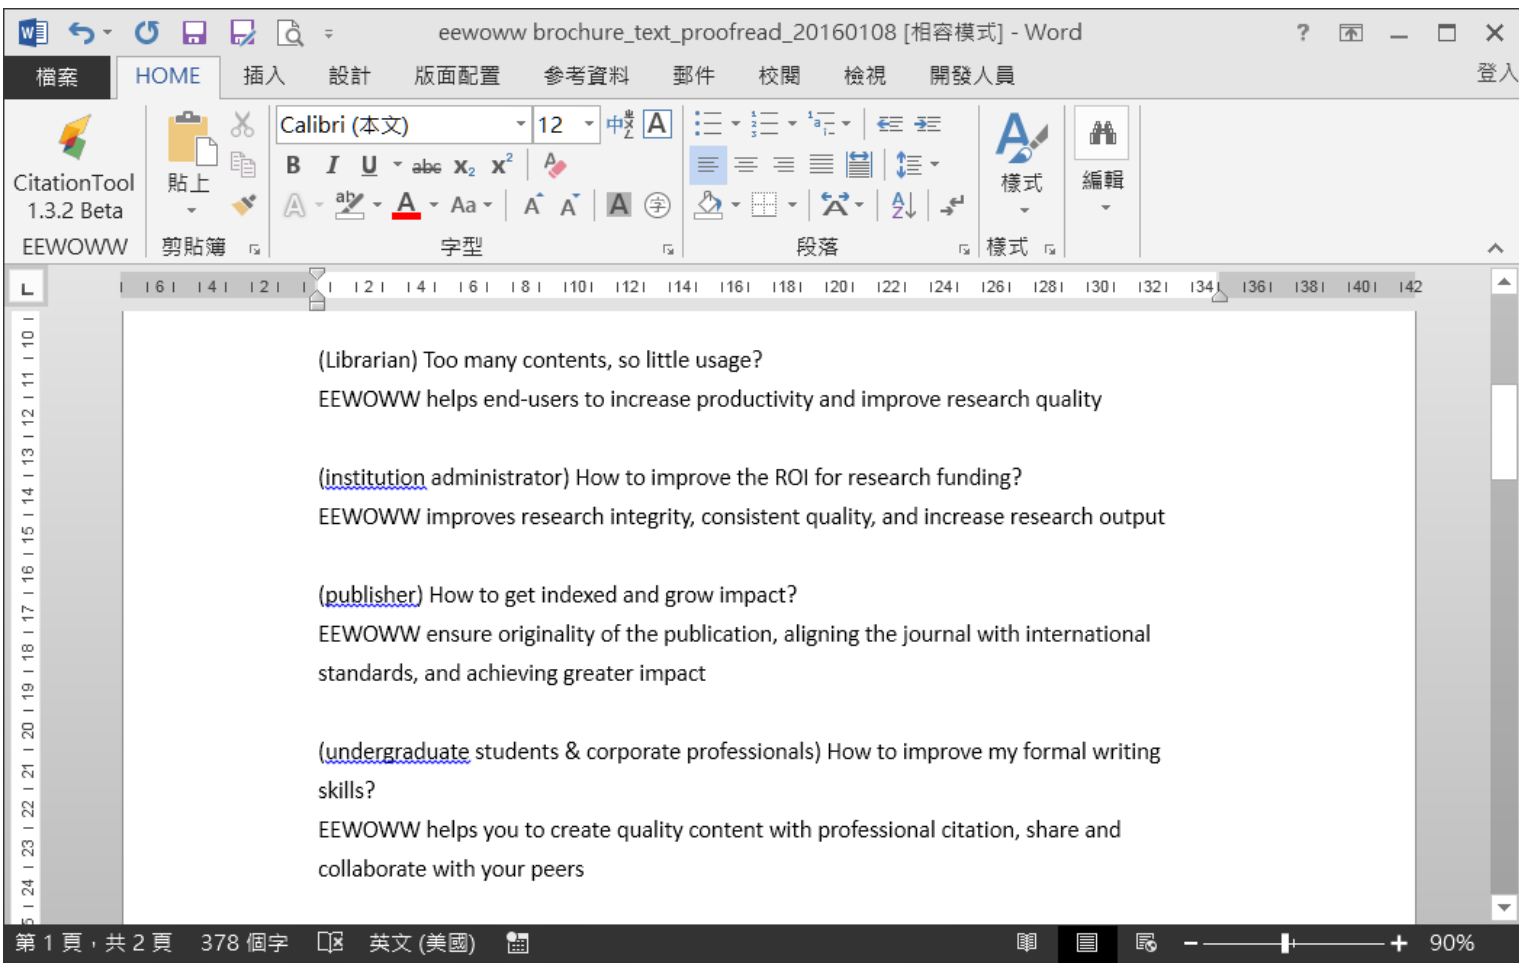 eewoww brochure_text_proofread_20160108 [相容模式] - Word
檔案 HOME 插入 設計 版面配置 參考資料 郵件 校閱 檢視 開發人員 登入
Calibri (本文) 12
CitationTool
1.3.2 Beta
貼上
樣式
編輯
EEWOWW 剪貼簿 字型 段落 樣式
(Librarian) Too many contents, so little usage?
EEWOWW helps end-users to increase productivity and improve research quality
(institution administrator) How to improve the ROI for research funding?
EEWOWW improves research integrity, consistent quality, and increase research output
(publisher) How to get indexed and grow impact?
EEWOWW ensure originality of the publication, aligning the journal with international
standards, and achieving greater impact
(undergraduate students & corporate professionals) How to improve my formal writing
skills?
EEWOWW helps you to create quality content with professional citation, share and
collaborate with your peers
第 1 頁，共 2 頁 378 個字 英文 (美國) 90%